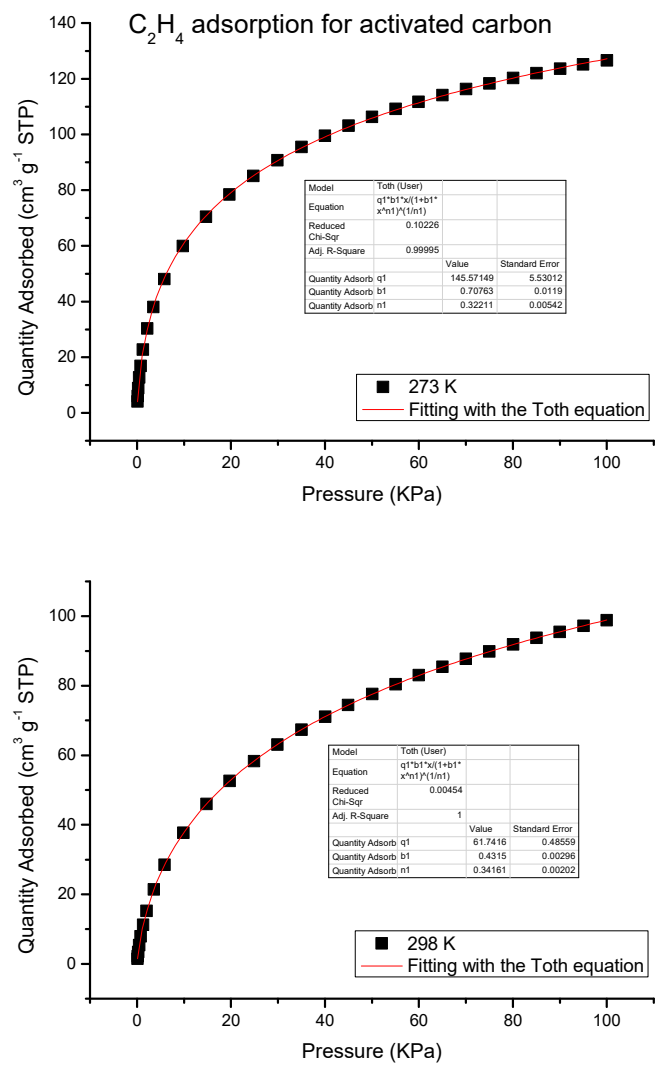 C₂H₄ adsorption for activated carbon
140
120
100
80
60
40
20
0
Quantity Adsorbed (cm³ g⁻¹ STP)
Model Toth (User)
Equation q1*b1*x/(1+b1*
x^n1)^(1/n1)
Reduced 0.10226
Chi-Sqr
Adj. R-Square 0.99995
Value Standard Error
Quantity Adsorb q1 145.57149 5.53012
Quantity Adsorb b1 0.70763 0.0119
Quantity Adsorb n1 0.32211 0.00542
273 K
Fitting with the Toth equation
0 20 40 60 80 100
Pressure (KPa)
100
80
60
40
20
0
Quantity Adsorbed (cm³ g⁻¹ STP)
Model Toth (User)
Equation q1*b1*x/(1+b1*
x^n1)^(1/n1)
Reduced 0.00454
Chi-Sqr
Adj. R-Square 1
Value Standard Error
Quantity Adsorb q1 61.7416 0.48559
Quantity Adsorb b1 0.4315 0.00296
Quantity Adsorb n1 0.34161 0.00202
298 K
Fitting with the Toth equation
0 20 40 60 80 100
Pressure (KPa)